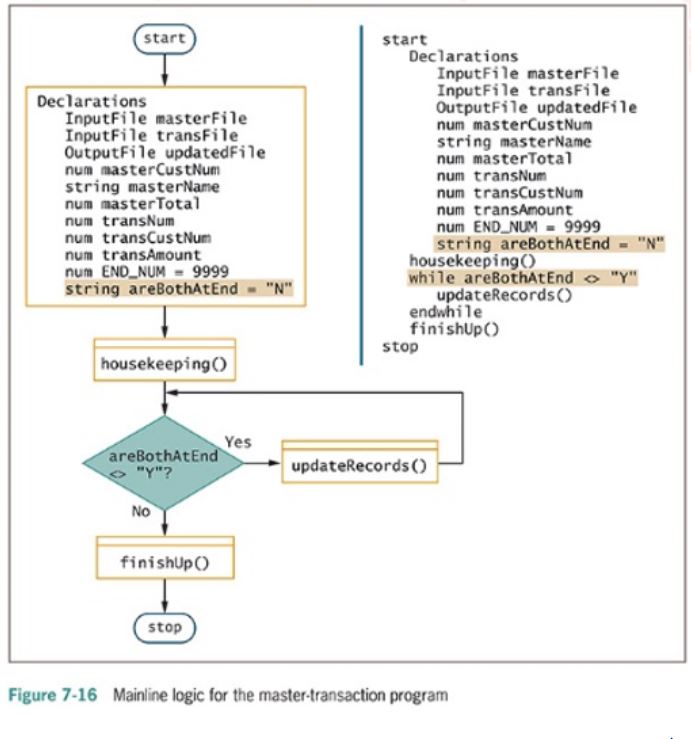 start
Declarations
InputFile masterFile
InputFile transFile
OutputFile updatedFile
num masterCustNum
string masterName
num masterTotal
num transNum
num transCustNum
num transAmount
num END_NUM = 9999
string areBothAtEnd = "N"
housekeeping()
areBothAtEnd
<> "Y"?
Yes
updateRecords()
No
finishUp()
stop
start
Declarations
InputFile masterFile
InputFile transFile
OutputFile updatedFile
num masterCustNum
string masterName
num masterTotal
num transNum
num transCustNum
num transAmount
num END_NUM = 9999
string areBothAtEnd = "N"
housekeeping()
while areBothAtEnd <> "Y"
updateRecords()
endwhile
finishUp()
stop
Figure 7-16 Mainline logic for the master-transaction program